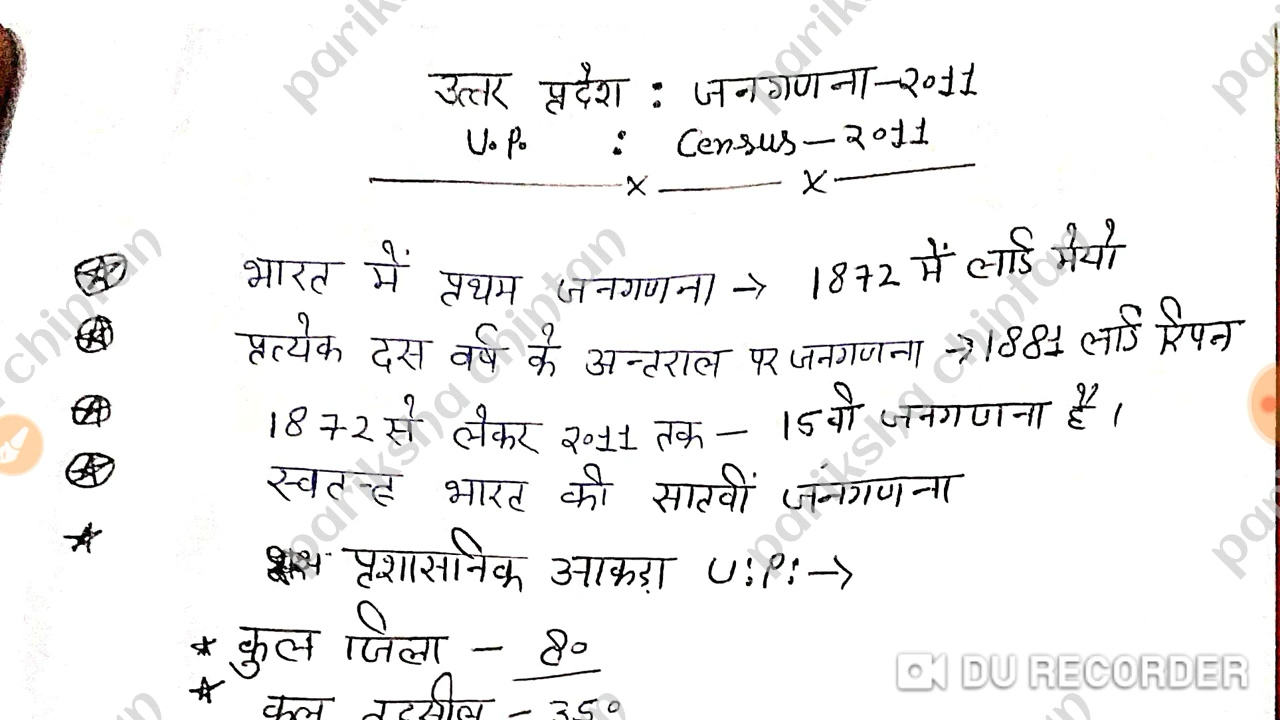 उत्तर प्रदेश : जनगणना-2011
U.P. : Census-2011
भारत में प्रथम जनगणना → 1872 में लार्ड मेयो
प्रत्येक दस वर्ष के अन्तराल पर जनगणना → 1881 लार्ड रिपन
1872 से लेकर 2011 तक - 15वी जनगणना है।
स्वतन्त्र भारत की सातवीं जनगणना
प्रशासनिक आकड़ा U.P. →
कुल जिला - 80
कुल तहसील - 350
DU RECORDER
pariksha chintan